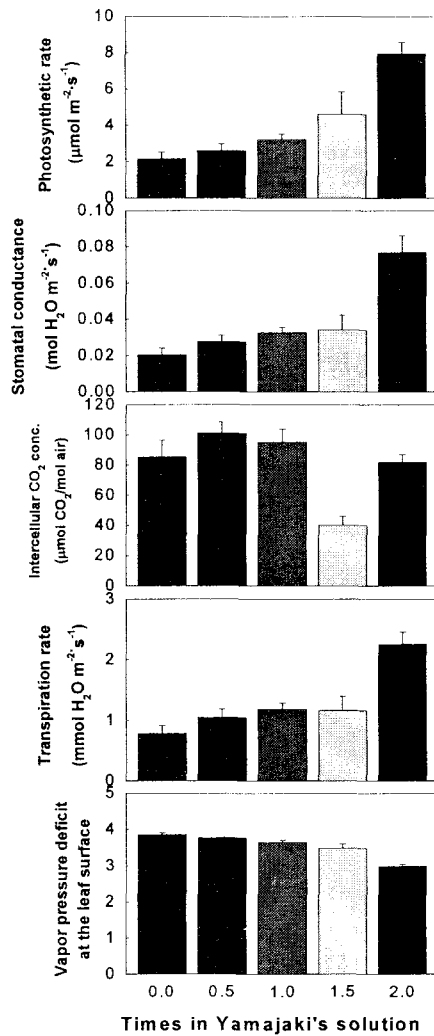 Photosynthetic rate
(μmol m⁻²·s⁻¹)
10
8
6
4
2
0
Stomatal conductance
(mol H₂O m⁻²·s⁻¹)
0.10
0.08
0.06
0.04
0.02
0.00
Intercellular CO₂ conc.
(μmol CO₂/mol air)
120
100
80
60
40
20
0
Transpiration rate
(mmol H₂O m⁻²·s⁻¹)
3
2
1
0
Vapor pressure deficit
at the leaf surface
5
4
3
2
1
0
0.0 0.5 1.0 1.5 2.0
Times in Yamajaki's solution